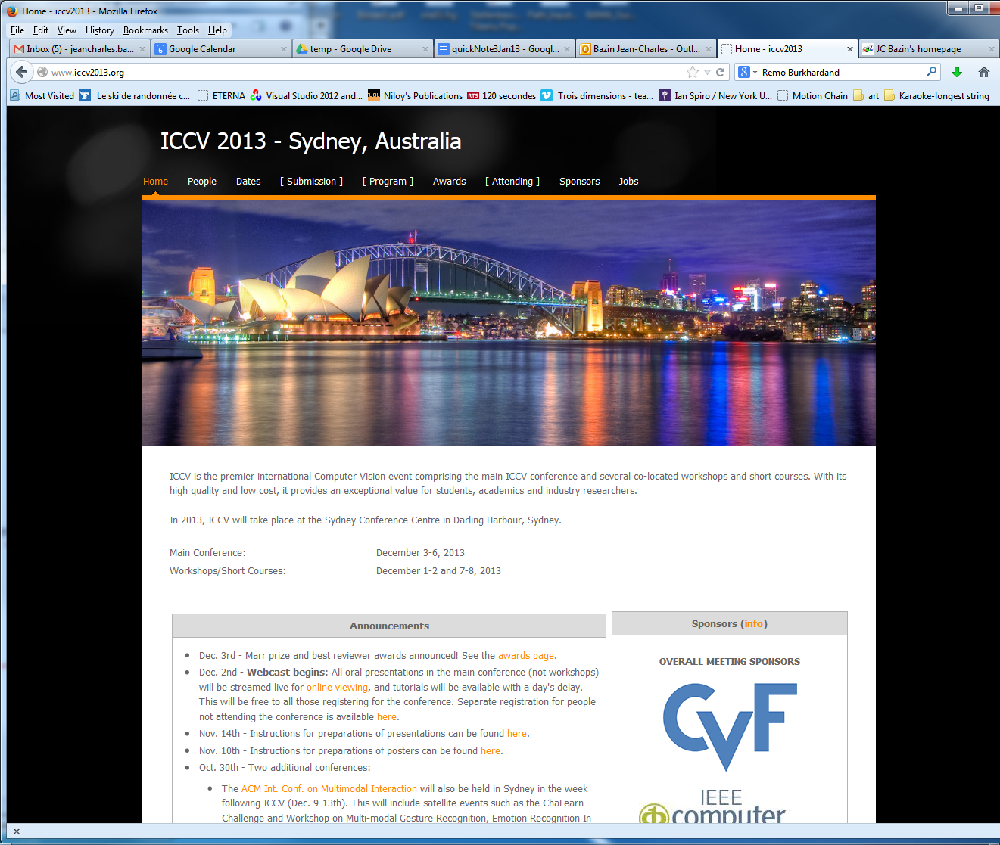 Home - iccv2013 - Mozilla Firefox
File Edit View History Bookmarks Tools Help
Inbox (5) - jeancharles.ba... Google Calendar temp - Google Drive quickNote3Jan13 - Googl... Bazin Jean-Charles - Outl... Home - iccv2013 JC Bazin's homepage
www.iccv2013.org Remo Burkhardand
Most Visited Le ski de randonnée c... ETERNA Visual Studio 2012 and... Niloy's Publications RTS 120 secondes Trois dimensions - tea... Ian Spiro / New York U... Motion Chain art Karaoke-longest string
ICCV 2013 - Sydney, Australia
Home People Dates [ Submission ] [ Program ] Awards [ Attending ] Sponsors Jobs
ICCV is the premier international Computer Vision event comprising the main ICCV conference and several co-located workshops and short courses. With its
high quality and low cost, it provides an exceptional value for students, academics and industry researchers.
In 2013, ICCV will take place at the Sydney Conference Centre in Darling Harbour, Sydney.
Main Conference: December 3-6, 2013
Workshops/Short Courses: December 1-2 and 7-8, 2013
Announcements
Dec. 3rd - Marr prize and best reviewer awards announced! See the awards page.
Dec. 2nd - Webcast begins: All oral presentations in the main conference (not workshops)
will be streamed live for online viewing, and tutorials will be available with a day's delay.
This will be free to all those registering for the conference. Separate registration for people
not attending the conference is available here.
Nov. 14th - Instructions for preparations of presentations can be found here.
Nov. 10th - Instructions for preparations of posters can be found here.
Oct. 30th - Two additional conferences:
The ACM Int. Conf. on Multimodal Interaction will also be held in Sydney in the week
following ICCV (Dec. 9-13th). This will include satellite events such as the ChaLearn
Challenge and Workshop on Multi-modal Gesture Recognition, Emotion Recognition In
Sponsors (info)
OVERALL MEETING SPONSORS
CVF
IEEE
computer